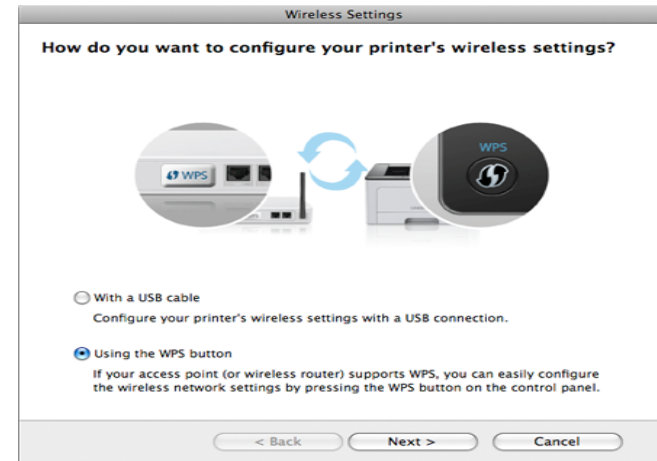 Wireless Settings
How do you want to configure your printer's wireless settings?
WPS
WPS
With a USB cable
Configure your printer's wireless settings with a USB connection.
Using the WPS button
If your access point (or wireless router) supports WPS, you can easily configure
the wireless network settings by pressing the WPS button on the control panel.
< Back
Next >
Cancel